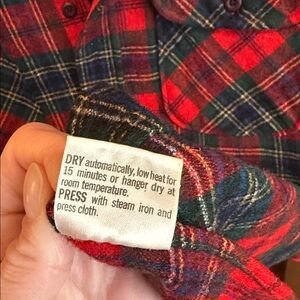 DRY automatically, low heat for
15 minutes or hanger dry at
room temperature.
PRESS with steam iron and
press cloth.